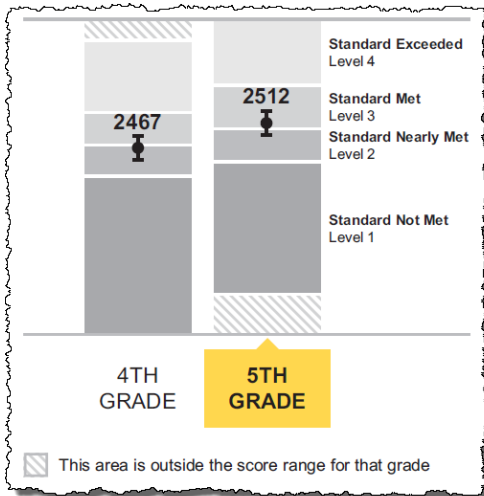 Standard Exceeded
Level 4
2467
2512
Standard Met
Level 3
Standard Nearly Met
Level 2
Standard Not Met
Level 1
4TH
GRADE
5TH
GRADE
This area is outside the score range for that grade